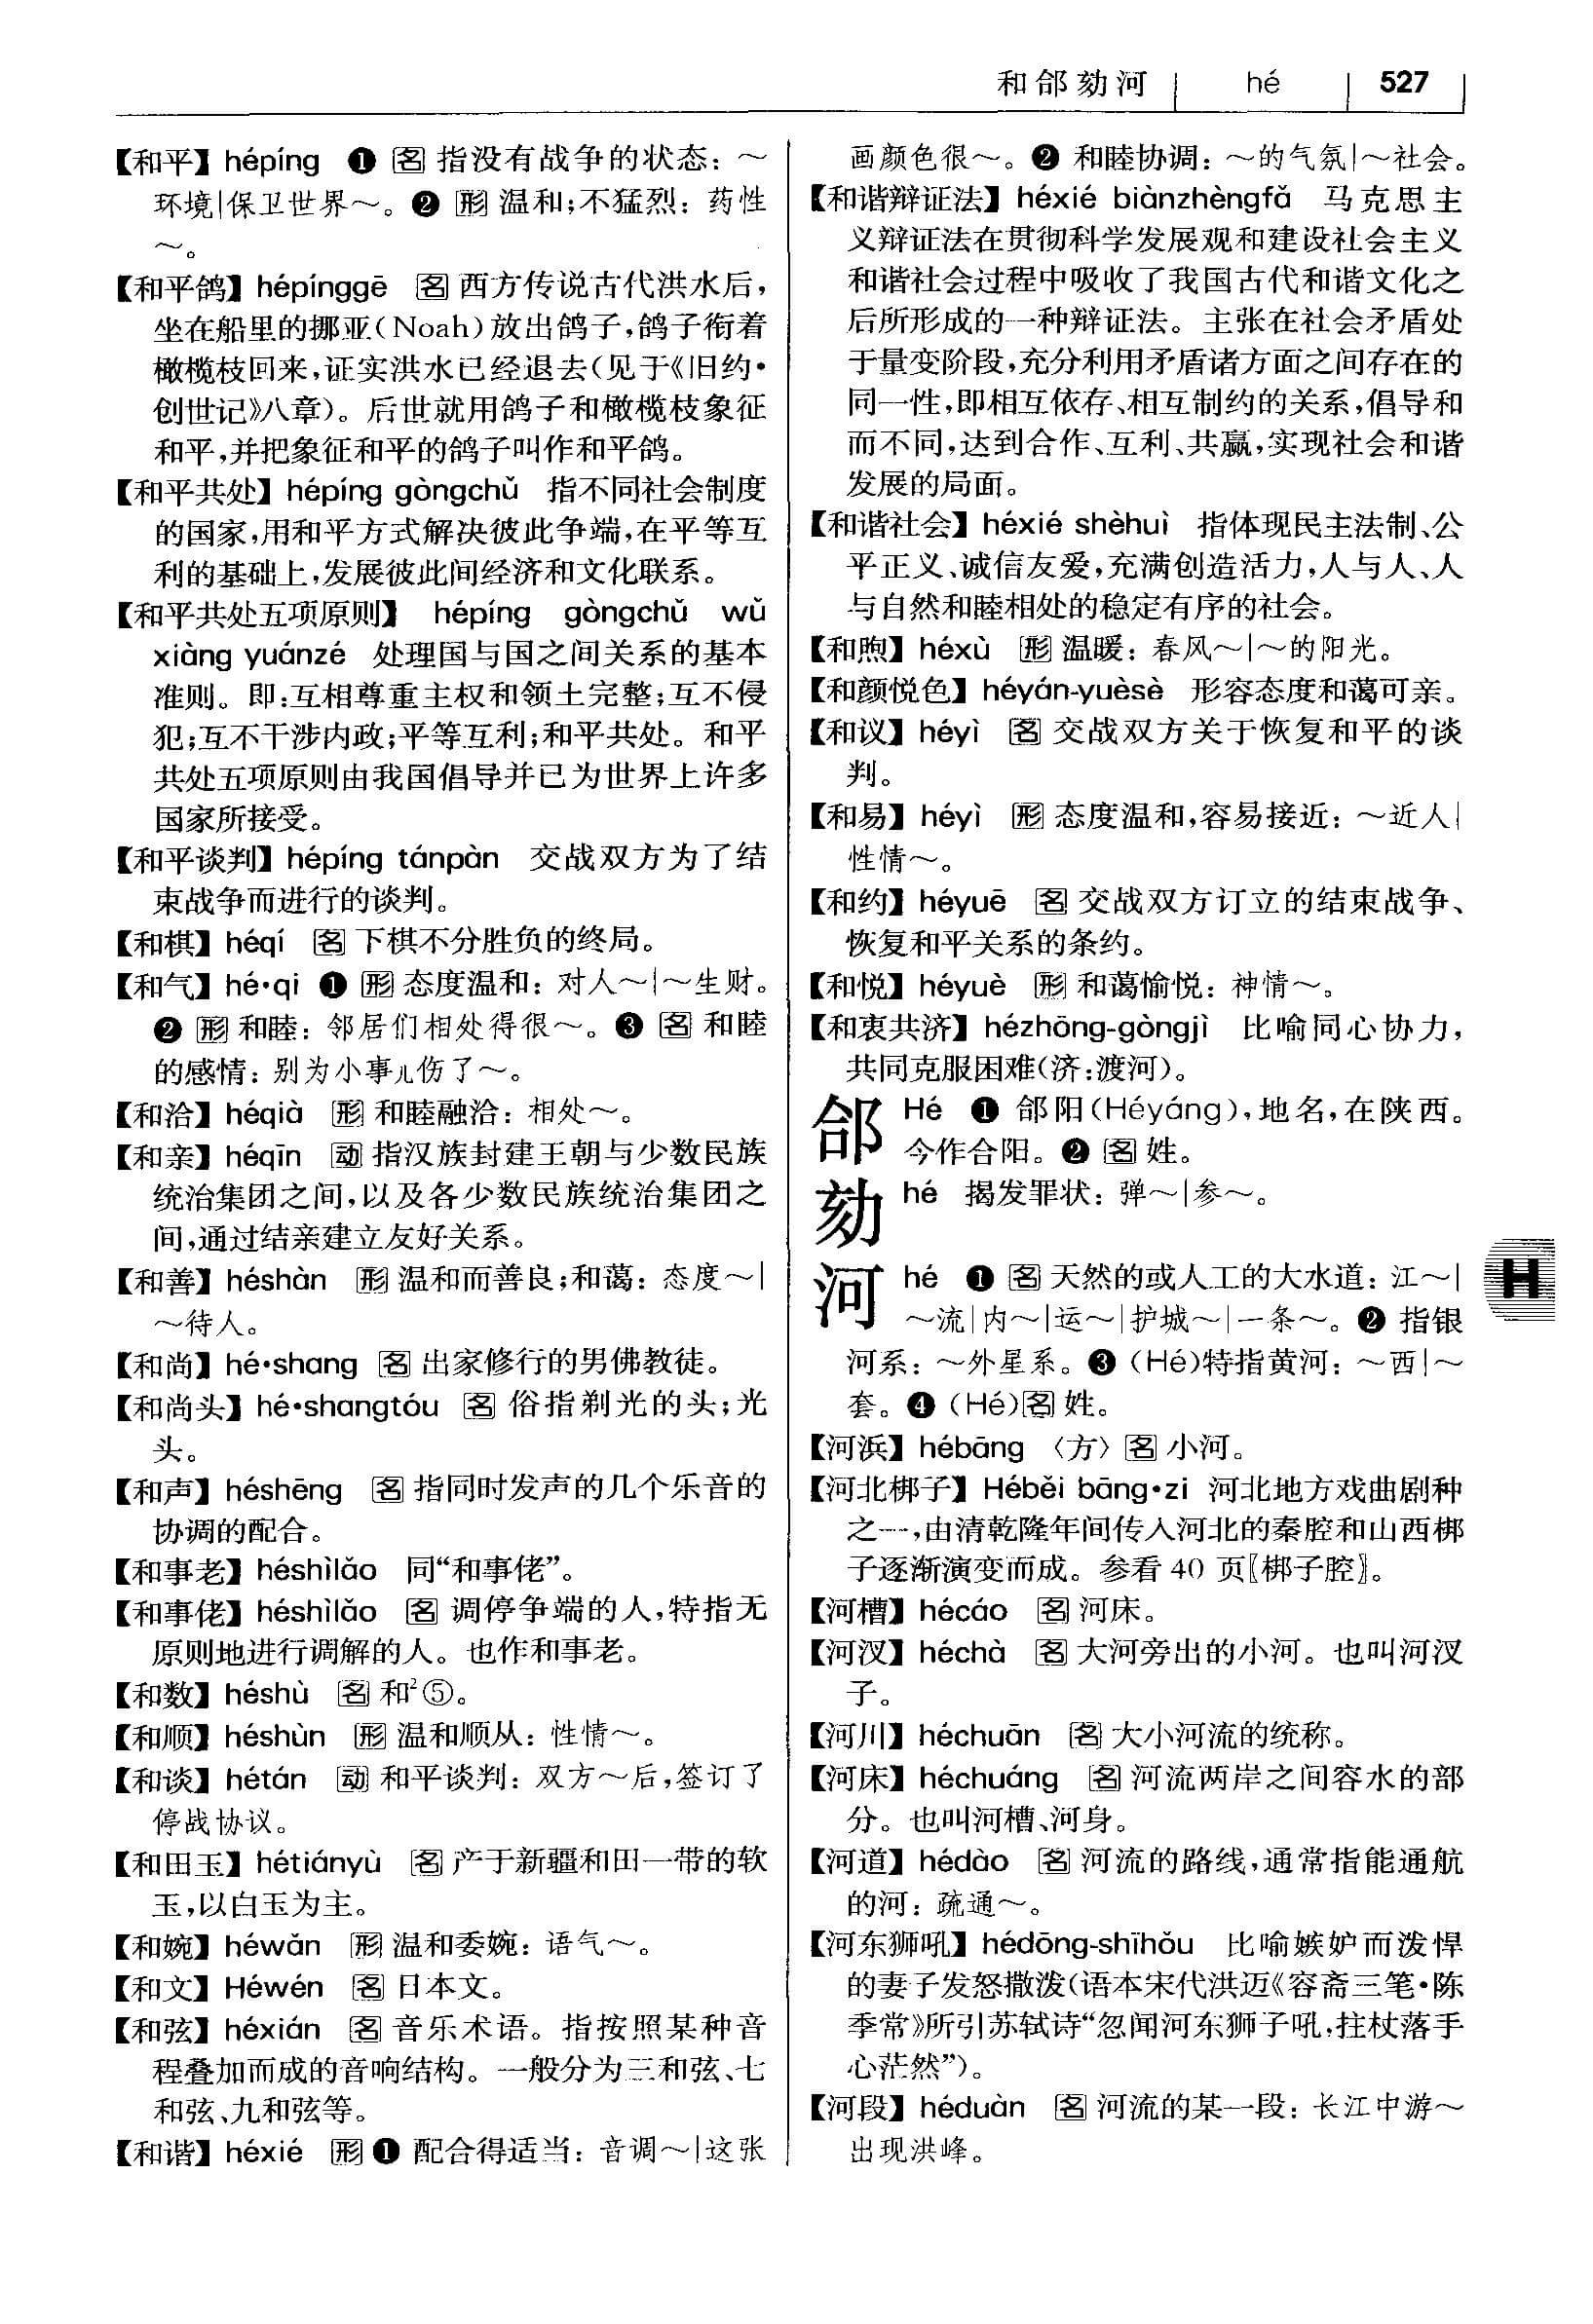 和郃劾河 hé 527
【和平】hépíng ❶ 名 指没有战争的状态：～
环境|保卫世界～。❷ 形 温和;不猛烈：药性
～。
【和平鸽】hépínggē 名 西方传说古代洪水后，
坐在船里的挪亚(Noah)放出鸽子,鸽子衔着
橄榄枝回来,证实洪水已经退去(见于《旧约·
创世记》八章)。后世就用鸽子和橄榄枝象征
和平,并把象征和平的鸽子叫作和平鸽。
【和平共处】hépíng gòngchǔ 指不同社会制度
的国家,用和平方式解决彼此争端,在平等互
利的基础上,发展彼此间经济和文化联系。
【和平共处五项原则】 hépíng gòngchǔ wǔ
xiàng yuánzé 处理国与国之间关系的基本
准则。即:互相尊重主权和领土完整;互不侵
犯;互不干涉内政;平等互利;和平共处。和平
共处五项原则由我国倡导并已为世界上许多
国家所接受。
【和平谈判】hépíng tánpàn 交战双方为了结
束战争而进行的谈判。
【和棋】héqí 名 下棋不分胜负的终局。
【和气】hé•qi ❶ 形 态度温和：对人～|～生财。
❷ 形 和睦：邻居们相处得很～。❸ 名 和睦
的感情：别为小事儿伤了～。
【和洽】héqià 形 和睦融洽：相处～。
【和亲】héqīn 动 指汉族封建王朝与少数民族
统治集团之间,以及各少数民族统治集团之
间,通过结亲建立友好关系。
【和善】héshàn 形 温和而善良;和蔼：态度～|
～待人。
【和尚】hé•shang 名 出家修行的男佛教徒。
【和尚头】hé•shangtóu 名 俗指剃光的头;光
头。
【和声】héshēng 名 指同时发声的几个乐音的
协调的配合。
【和事老】héshìlǎo 同“和事佬”。
【和事佬】héshìlǎo 名 调停争端的人,特指无
原则地进行调解的人。也作和事老。
【和数】héshù 名 和²⑤。
【和顺】héshùn 形 温和顺从：性情～。
【和谈】hétán 动 和平谈判：双方～后,签订了
停战协议。
【和田玉】hétiányù 名 产于新疆和田一带的软
玉,以白玉为主。
【和婉】héwǎn 形 温和委婉：语气～。
【和文】Héwén 名 日本文。
【和弦】héxián 名 音乐术语。指按照某种音
程叠加而成的音响结构。一般分为三和弦、七
和弦、九和弦等。
【和谐】héxié 形 ❶ 配合得适当：音调～|这张
画颜色很～。❷ 和睦协调：～的气氛|～社会。
【和谐辩证法】héxié biànzhèngfǎ 马克思主
义辩证法在贯彻科学发展观和建设社会主义
和谐社会过程中吸收了我国古代和谐文化之
后所形成的一种辩证法。主张在社会矛盾处
于量变阶段,充分利用矛盾诸方面之间存在的
同一性,即相互依存、相互制约的关系,倡导和
而不同,达到合作、互利、共赢,实现社会和谐
发展的局面。
【和谐社会】héxié shèhuì 指体现民主法制、公
平正义、诚信友爱,充满创造活力,人与人、人
与自然和睦相处的稳定有序的社会。
【和煦】héxù 形 温暖：春风～|～的阳光。
【和颜悦色】héyán-yuèsè 形容态度和蔼可亲。
【和议】héyì 名 交战双方关于恢复和平的谈
判。
【和易】héyì 形 态度温和,容易接近：～近人|
性情～。
【和约】héyuē 名 交战双方订立的结束战争、
恢复和平关系的条约。
【和悦】héyuè 形 和蔼愉悦：神情～。
【和衷共济】hézhōng-gòngjì 比喻同心协力，
共同克服困难(济:渡河)。
郃 Hé ❶ 郃阳(Héyáng),地名,在陕西。
今作合阳。❷ 名 姓。
劾 hé 揭发罪状：弹～|参～。
河 hé ❶ 名 天然的或人工的大水道：江～|
～流|内～|运～|护城～|一条～。❷ 指银
河系：～外星系。❸ (Hé)特指黄河：～西|～
套。❹ (Hé)名 姓。
【河浜】hébāng 〈方〉名 小河。
【河北梆子】Héběi bāng•zi 河北地方戏曲剧种
之一,由清乾隆年间传入河北的秦腔和山西梆
子逐渐演变而成。参看 40 页〖梆子腔〗。
【河槽】hécáo 名 河床。
【河汊】héchà 名 大河旁出的小河。也叫河汊
子。
【河川】héchuān 名 大小河流的统称。
【河床】héchuáng 名 河流两岸之间容水的部
分。也叫河槽、河身。
【河道】hédào 名 河流的路线,通常指能通航
的河：疏通～。
【河东狮吼】hédōng-shīhǒu 比喻嫉妒而泼悍
的妻子发怒撒泼(语本宋代洪迈《容斋三笔•陈
季常》所引苏轼诗“忽闻河东狮子吼,拄杖落手
心茫然”)。
【河段】héduàn 名 河流的某一段：长江中游～
出现洪峰。
H